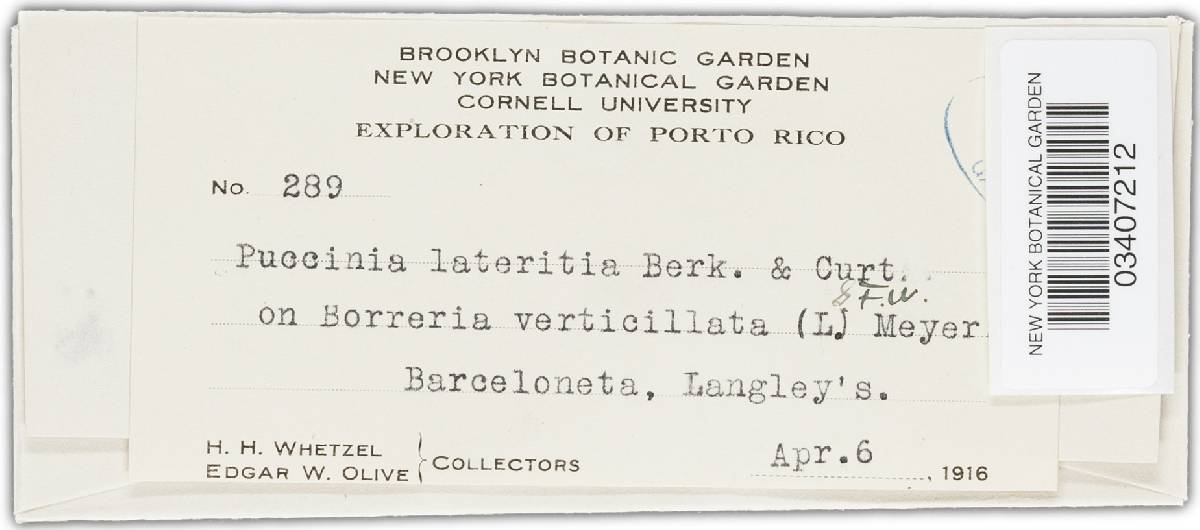 BROOKLYN BOTANIC GARDEN
NEW YORK BOTANICAL GARDEN
CORNELL UNIVERSITY
EXPLORATION OF PORTO RICO
No. 289
Puccinia lateritia Berk. & Curt.
F.W.
on Borreria verticillata (L) Meyer
Barceloneta, Langley's.
H. H. WHETZEL
EDGAR W. OLIVE
COLLECTORS
Apr.6, 1916
NEW YORK BOTANICAL GARDEN
03407212